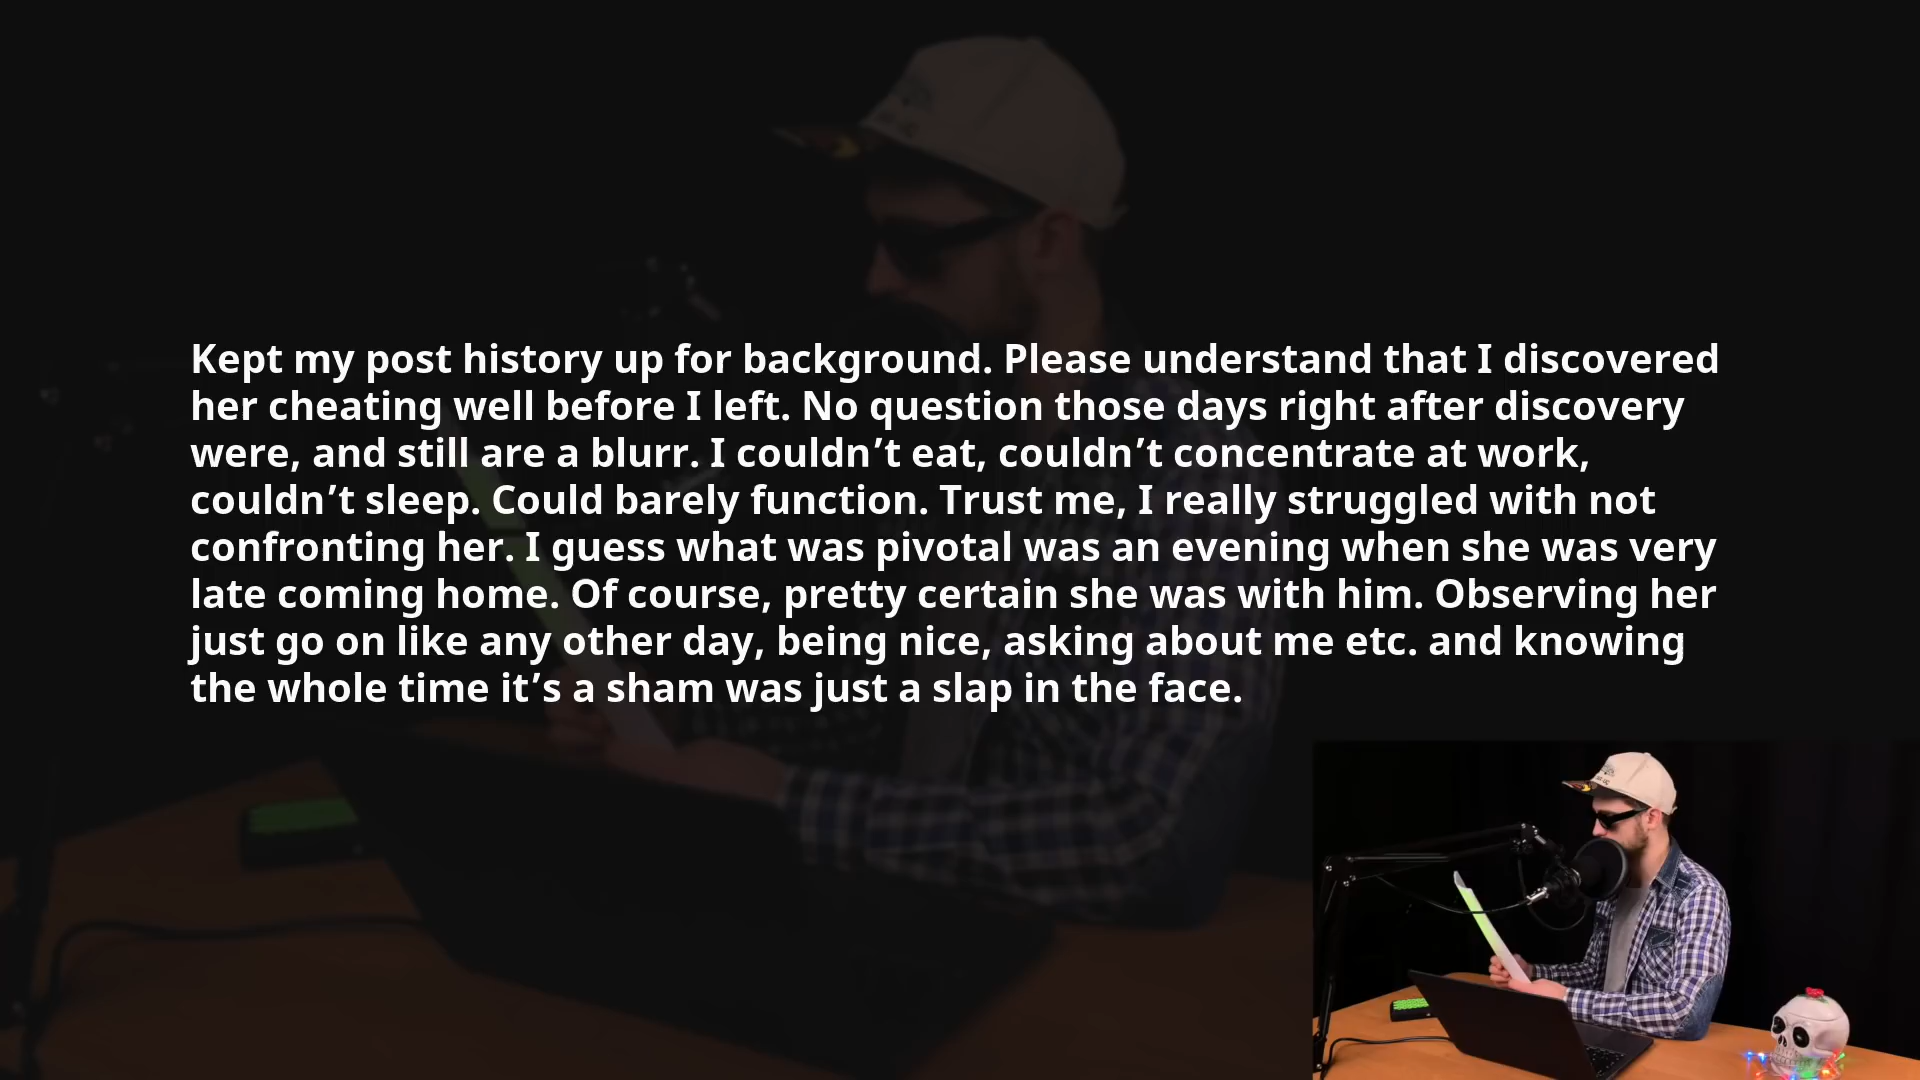 Kept my post history up for background. Please understand that I discovered
her cheating well before I left. No question those days right after discovery
were, and still are a blurr. I couldn’t eat, couldn’t concentrate at work,
couldn’t sleep. Could barely function. Trust me, I really struggled with not
confronting her. I guess what was pivotal was an evening when she was very
late coming home. Of course, pretty certain she was with him. Observing her
just go on like any other day, being nice, asking about me etc. and knowing
the whole time it’s a sham was just a slap in the face.